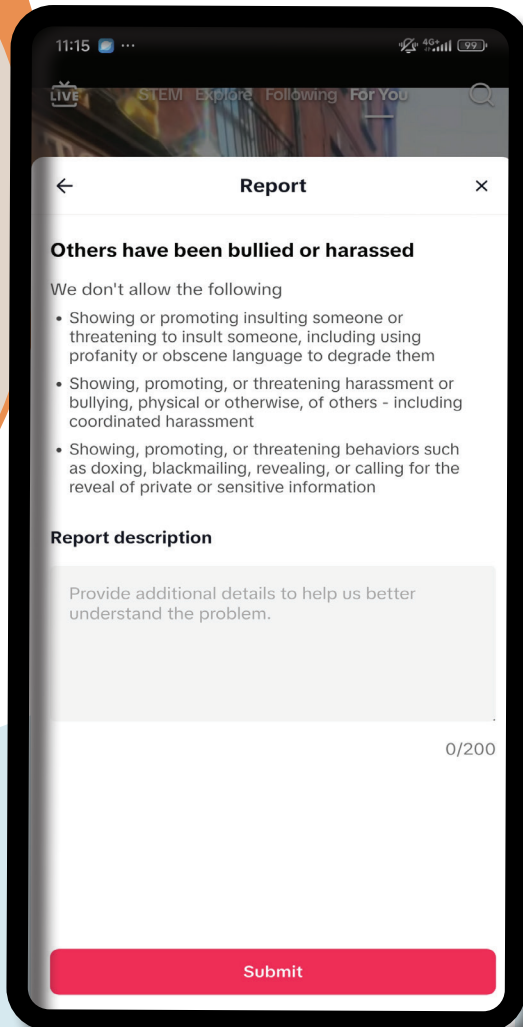 11:15 ...
4G+ 99
LIVE STEM Explore Following For You
Report
Others have been bullied or harassed
We don't allow the following
• Showing or promoting insulting someone or
threatening to insult someone, including using
profanity or obscene language to degrade them
• Showing, promoting, or threatening harassment or
bullying, physical or otherwise, of others - including
coordinated harassment
• Showing, promoting, or threatening behaviors such
as doxing, blackmailing, revealing, or calling for the
reveal of private or sensitive information
Report description
Provide additional details to help us better
understand the problem.
0/200
Submit